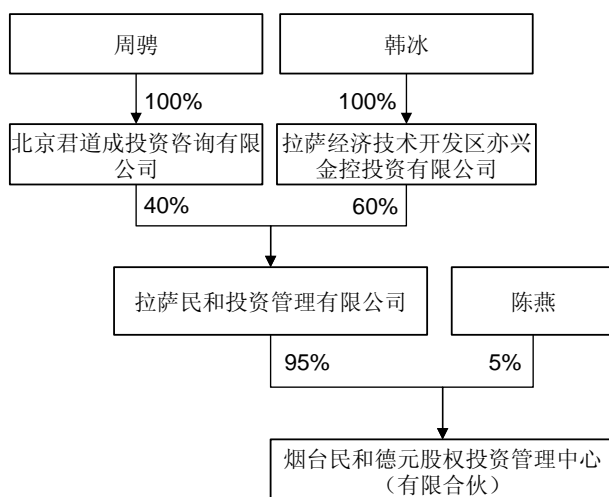 周骋
韩冰
100%
100%
北京君道成投资咨询有限
公司
拉萨经济技术开发区亦兴
金控投资有限公司
40%
60%
拉萨民和投资管理有限公司
陈燕
95%
5%
烟台民和德元股权投资管理中心
（有限合伙）